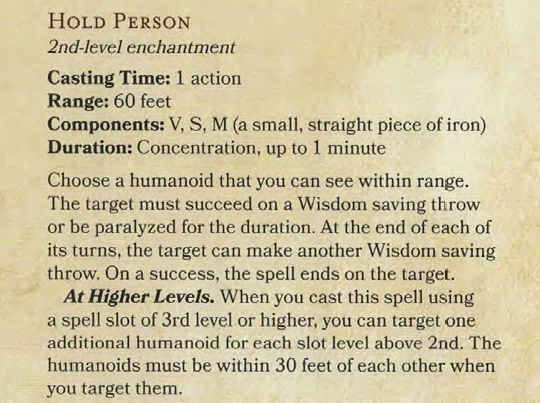 HOLD PERSON
2nd-level enchantment
Casting Time: 1 action
Range: 60 feet
Components: V, S, M (a small, straight piece of iron)
Duration: Concentration, up to 1 minute
Choose a humanoid that you can see within range.
The target must succeed on a Wisdom saving throw
or be paralyzed for the duration. At the end of each of
its turns, the target can make another Wisdom saving
throw. On a success, the spell ends on the target.
At Higher Levels. When you cast this spell using
a spell slot of 3rd level or higher, you can target one
additional humanoid for each slot level above 2nd. The
humanoids must be within 30 feet of each other when
you target them.